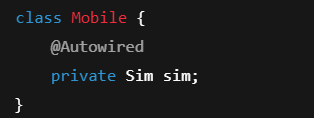 class Mobile {
    @Autowired
    private Sim sim;
}